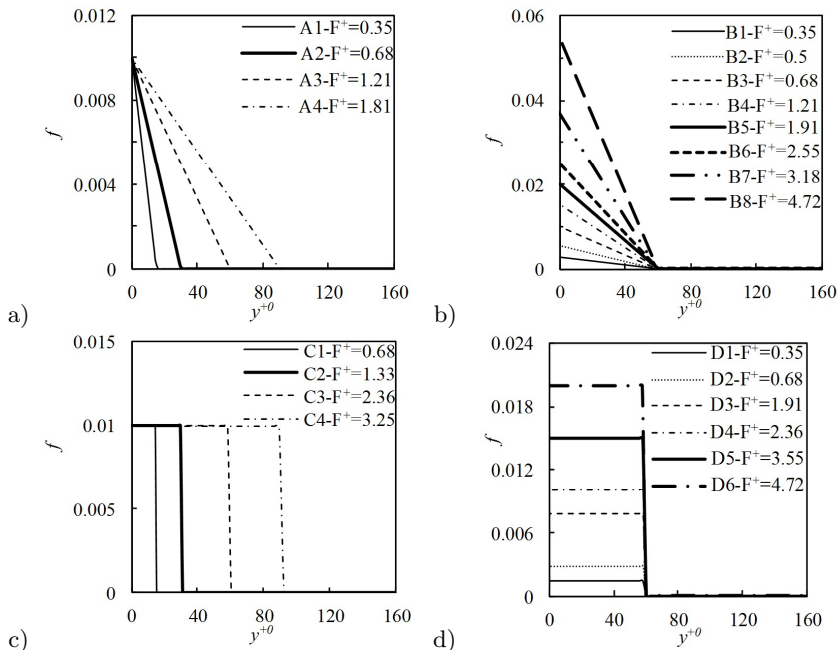 0.012
0.008
0.004
0
f
A1-F+=0.35
A2-F+=0.68
A3-F+=1.21
A4-F+=1.81
0 40 80 120 160
y+0
a)
0.06
0.04
0.02
0
f
B1-F+=0.35
B2-F+=0.5
B3-F+=0.68
B4-F+=1.21
B5-F+=1.91
B6-F+=2.55
B7-F+=3.18
B8-F+=4.72
0 40 80 120 160
y+0
b)
0.015
0.01
0.005
0
f
C1-F+=0.68
C2-F+=1.33
C3-F+=2.36
C4-F+=3.25
0 40 80 120 160
y+0
c)
0.024
0.018
0.012
0.006
0
f
D1-F+=0.35
D2-F+=0.68
D3-F+=1.91
D4-F+=2.36
D5-F+=3.55
D6-F+=4.72
0 40 80 120 160
y+0
d)